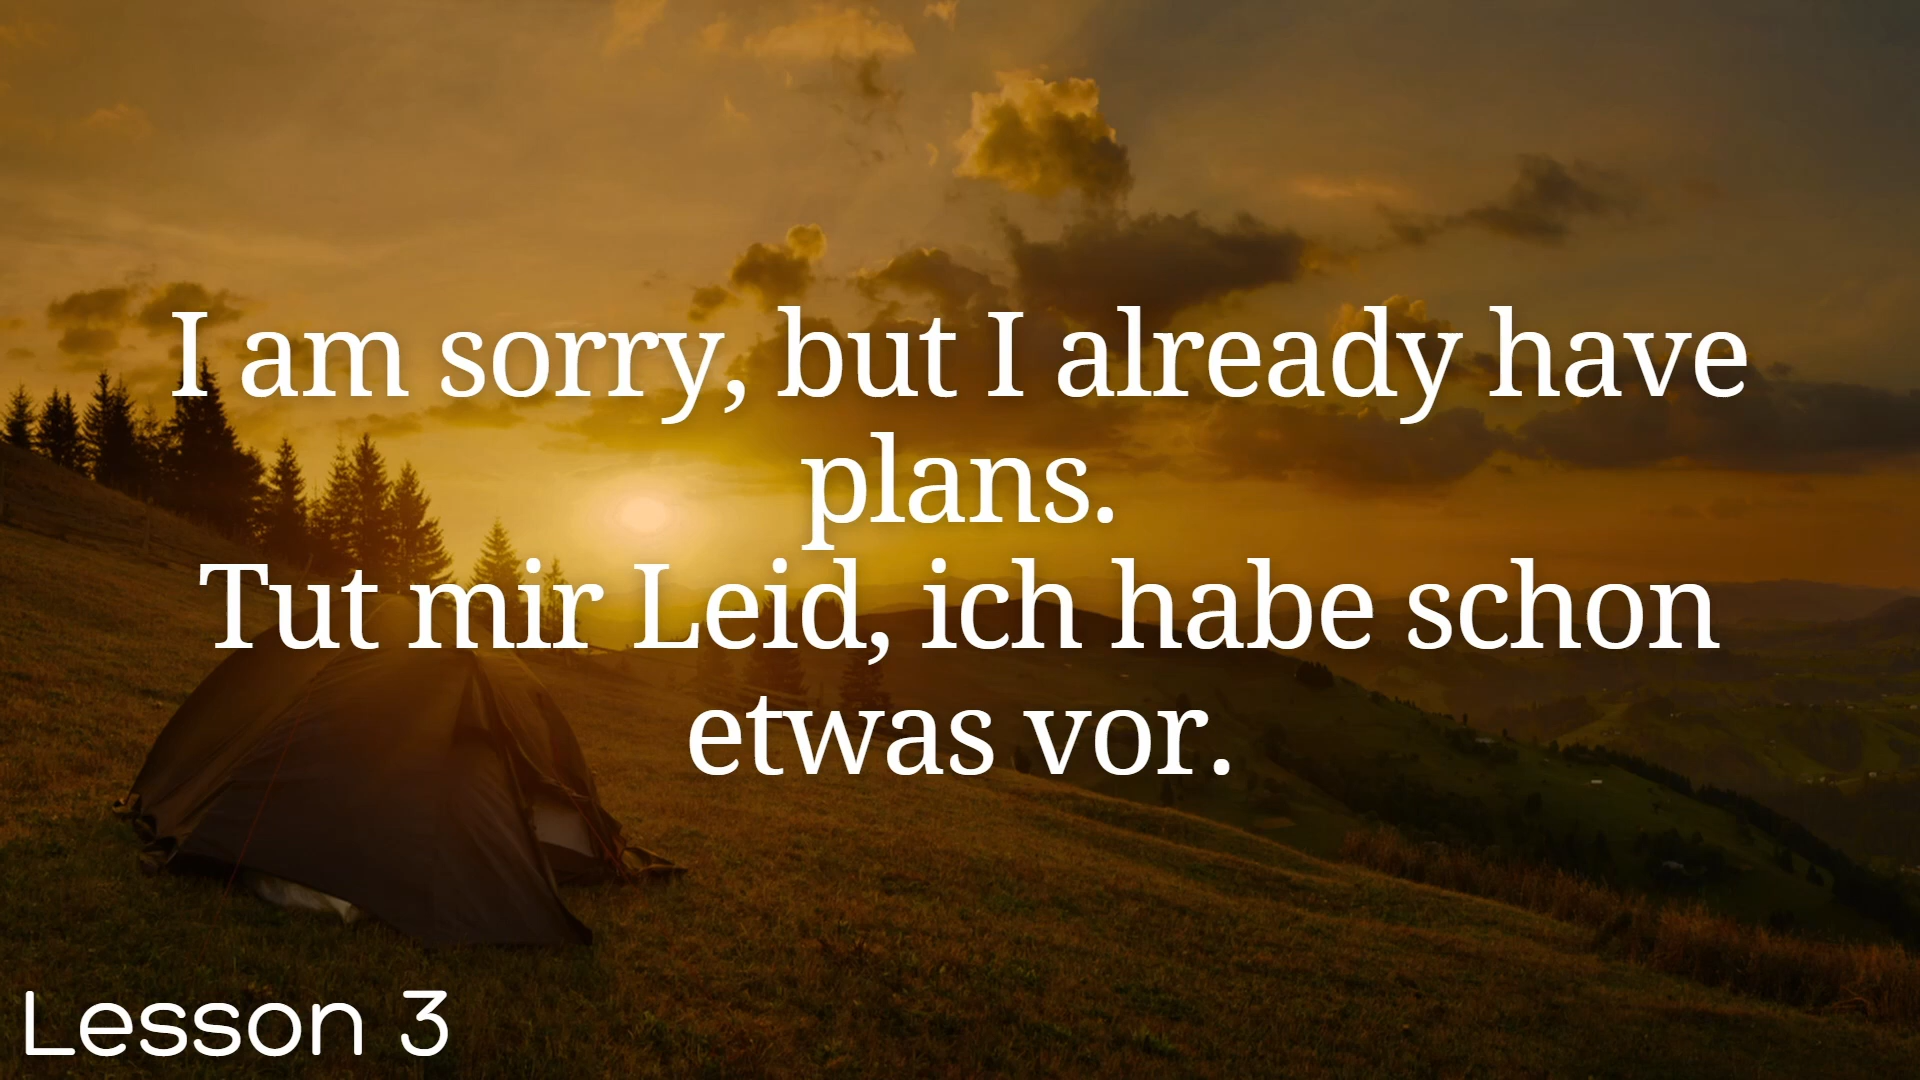 I am sorry, but I already have
plans.
Tut mir Leid, ich habe schon
etwas vor.
Lesson 3